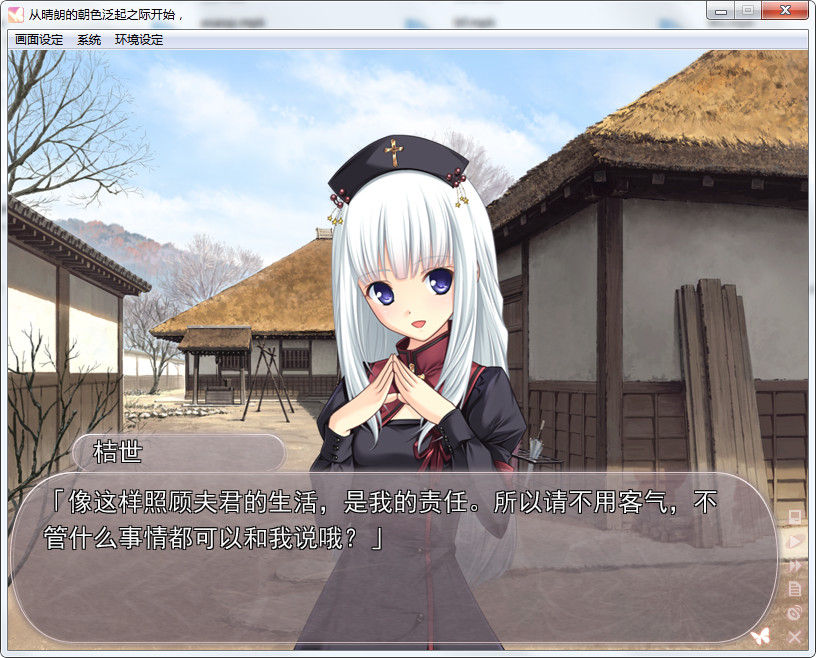 从晴朗的朝色泛起之际开始，
画面设定 系统 环境设定
桔世
「像这样照顾夫君的生活，是我的责任。所以请不用客气，不
管什么事情都可以和我说哦？」